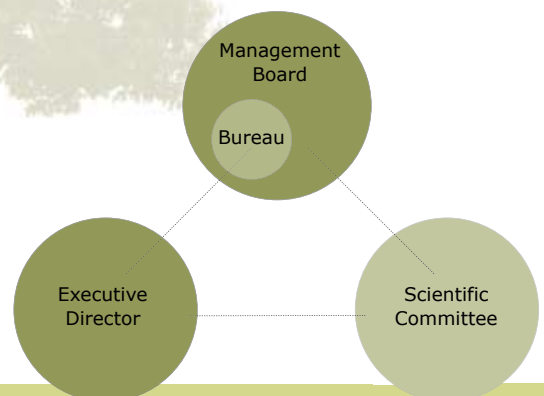 Management
Board
Bureau
Executive
Director
Scientific
Committee